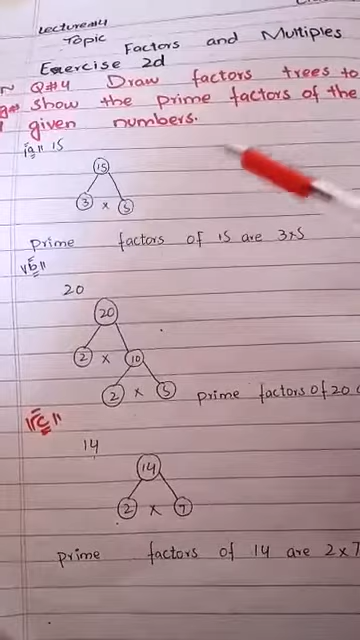 Lecture#4
Topic
Factors and Multiples
Exercise 2d
Q#4 Draw factors trees to
show the prime factors of the
given numbers.
"a" 15
15
3 x 5
prime factors of 15 are 3x5
"b"
20
20
2 x 10
2 x 5 prime factors of 20
"c"
14
14
2 x 7
prime factors of 14 are 2x7